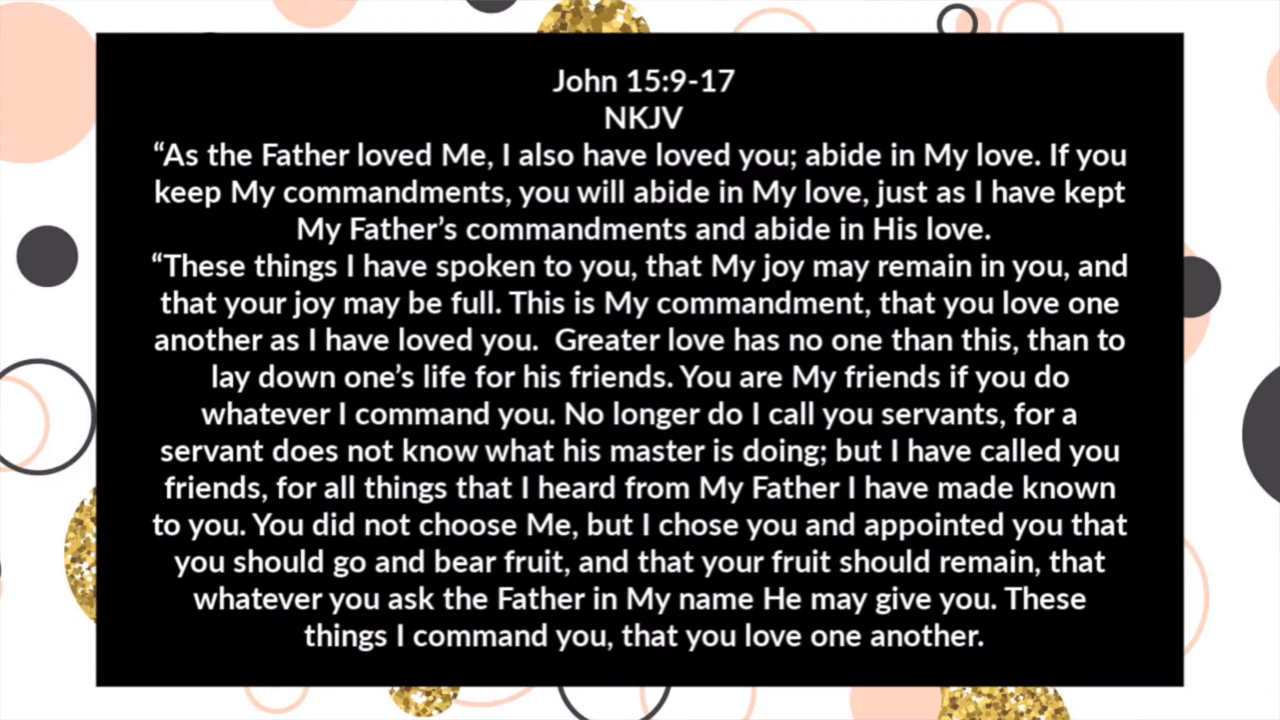 John 15:9-17
NKJV
“As the Father loved Me, I also have loved you; abide in My love. If you
keep My commandments, you will abide in My love, just as I have kept
My Father’s commandments and abide in His love.
“These things I have spoken to you, that My joy may remain in you, and
that your joy may be full. This is My commandment, that you love one
another as I have loved you.  Greater love has no one than this, than to
lay down one’s life for his friends. You are My friends if you do
whatever I command you. No longer do I call you servants, for a
servant does not know what his master is doing; but I have called you
friends, for all things that I heard from My Father I have made known
to you. You did not choose Me, but I chose you and appointed you that
you should go and bear fruit, and that your fruit should remain, that
whatever you ask the Father in My name He may give you. These
things I command you, that you love one another.